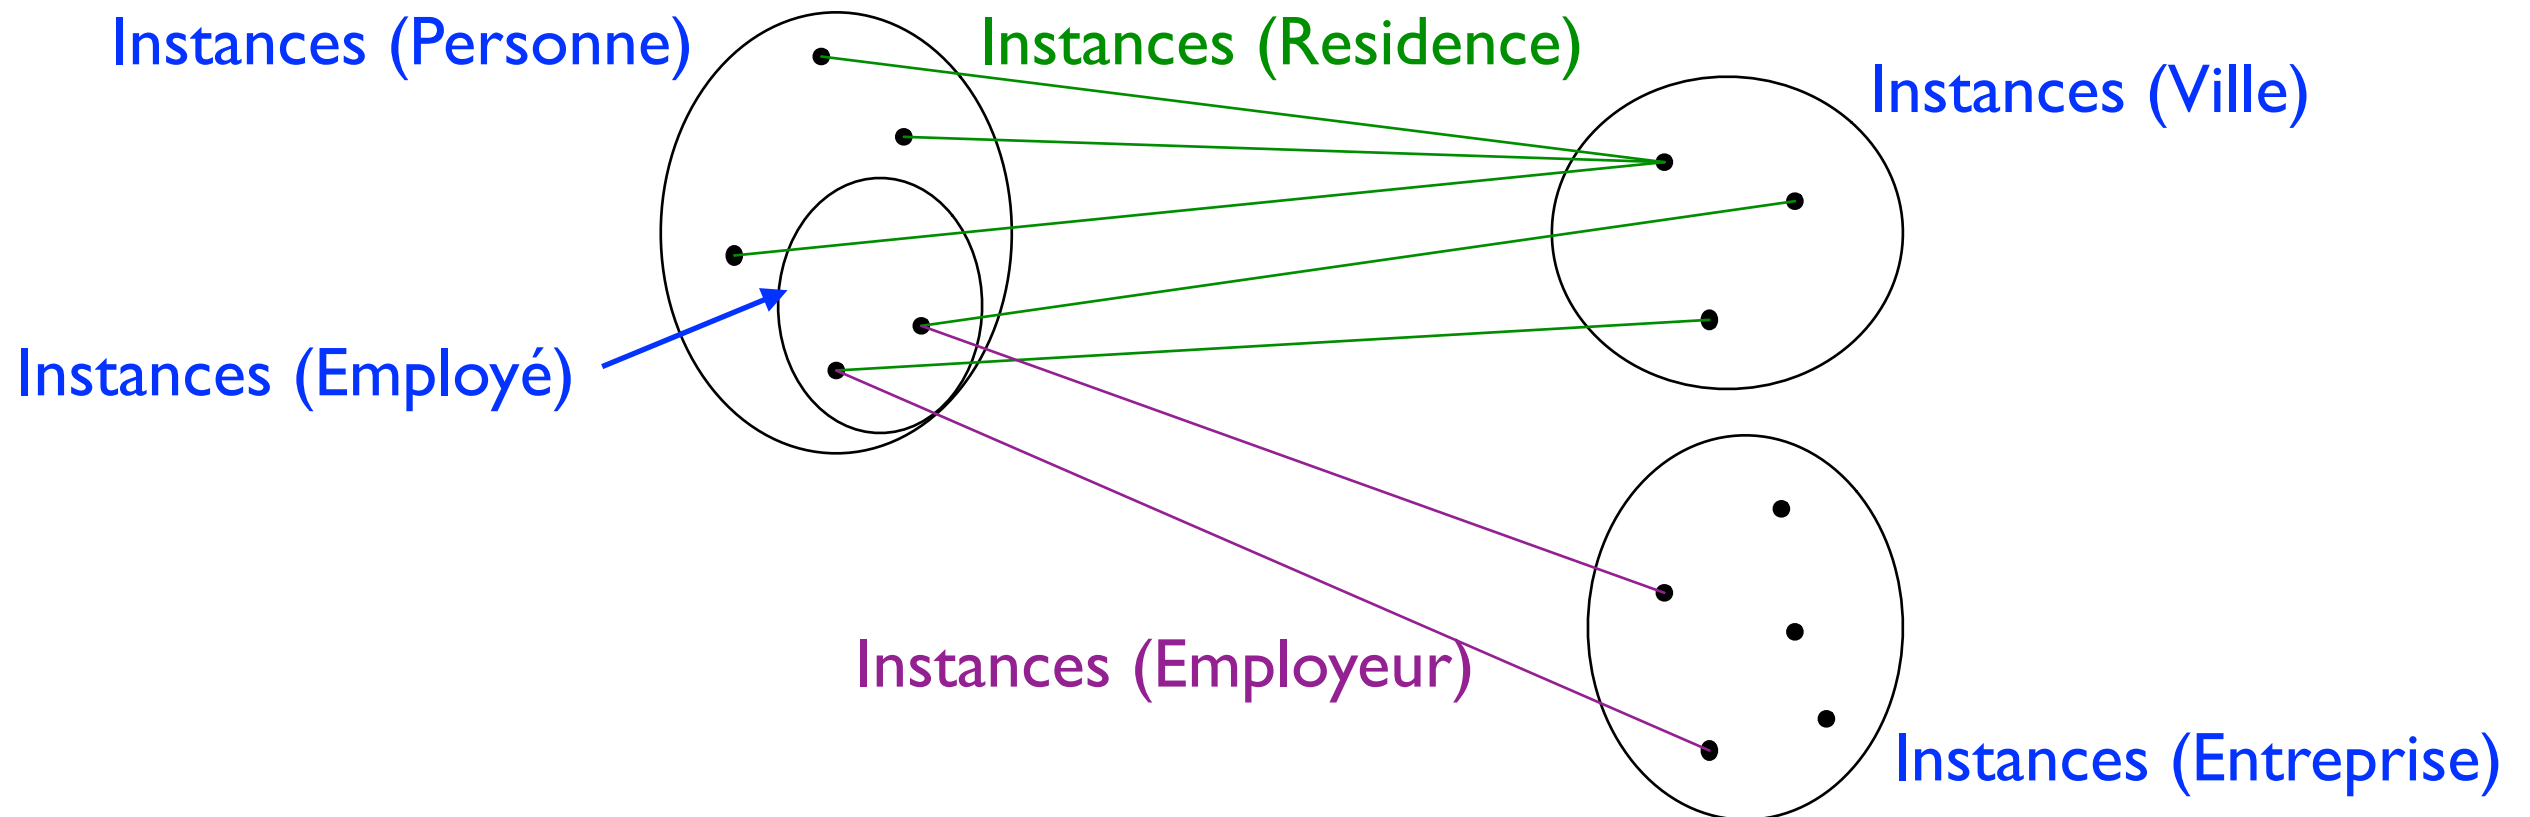 Instances (Personne)
Instances (Residence)
Instances (Ville)
Instances (Employé)
Instances (Employeur)
Instances (Entreprise)